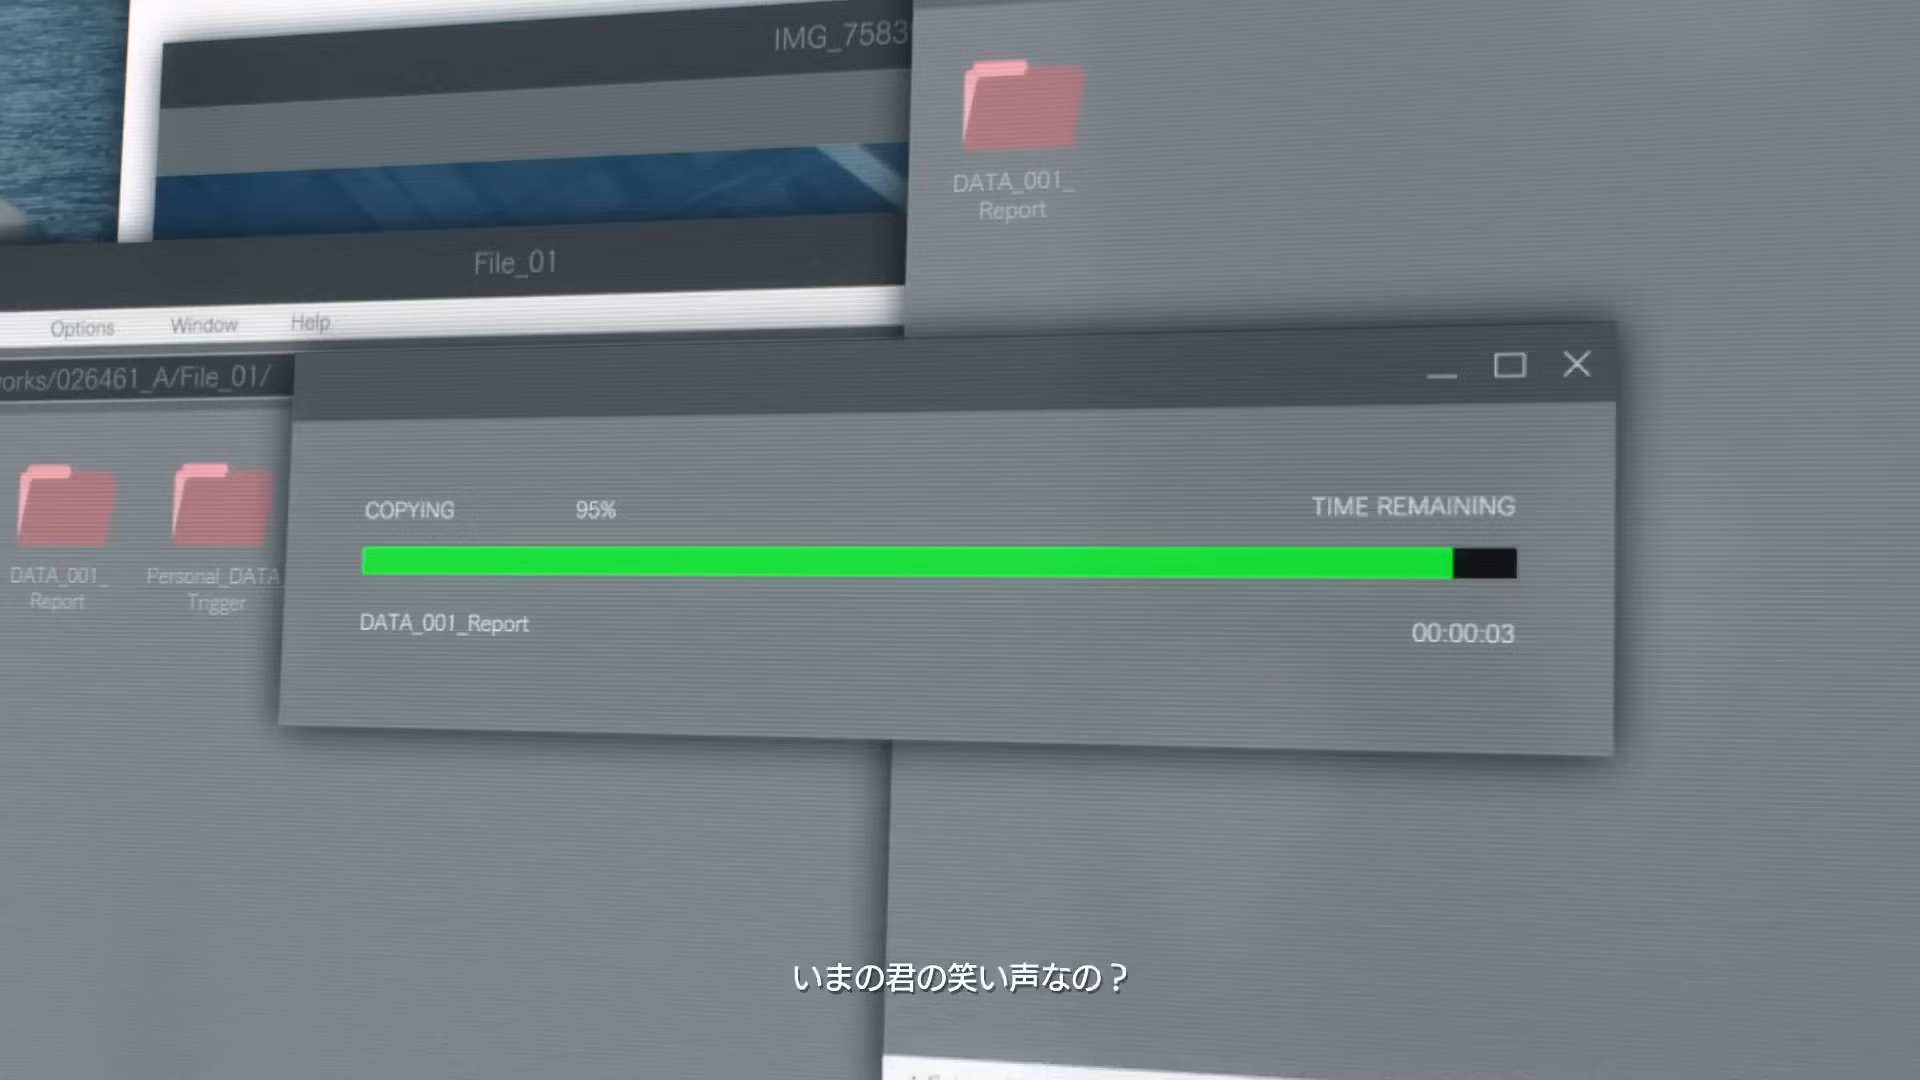 IMG_7583
DATA_001_
Report
File_01
Options Window Help
orks/026461_A/File_01/
DATA_001_
Report
Personal_DATA_
Trigger
COPYING 95% TIME REMAINING
DATA_001_Report 00:00:03
いまの君の笑い声なの？